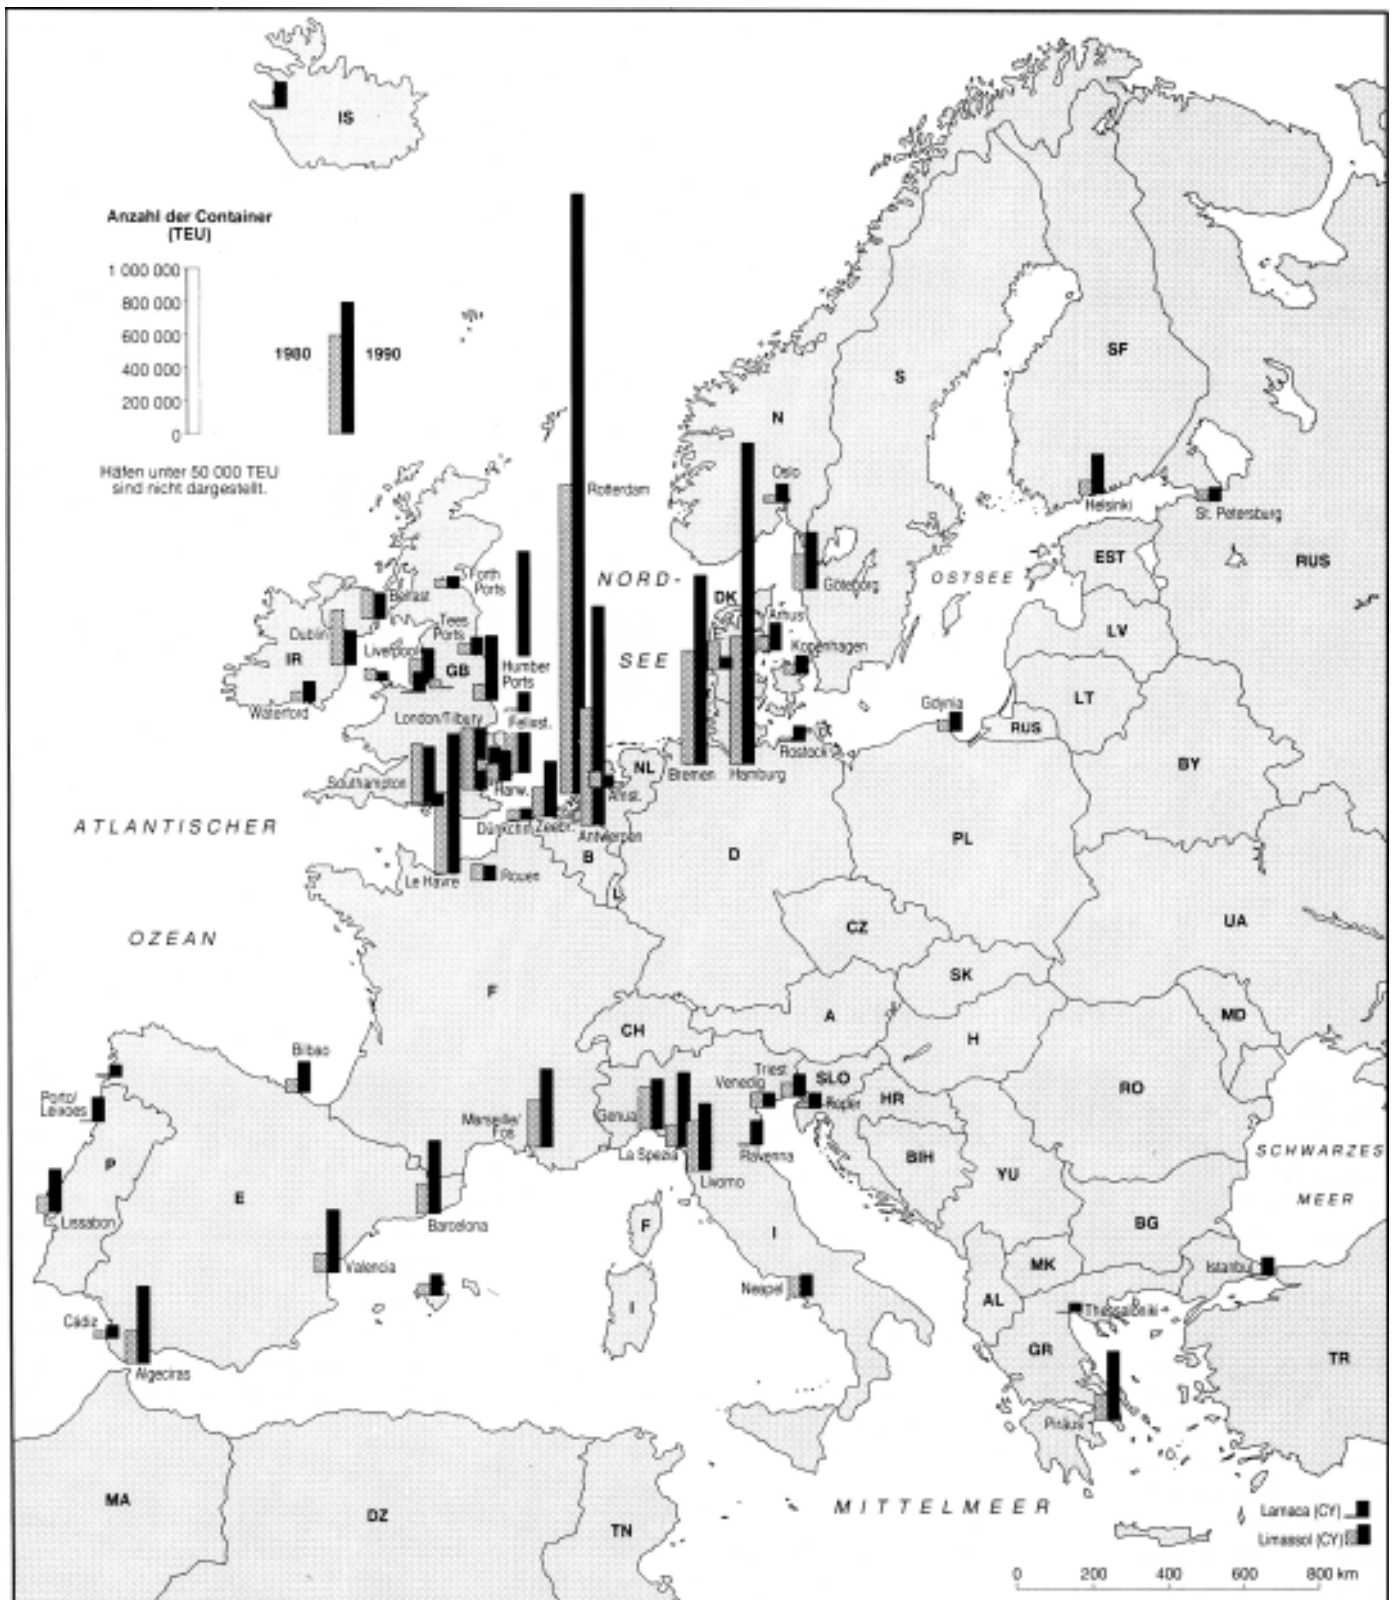 IS
Anzahl der Container
(TEU)
1 000 000
800 000
600 000
400 000
200 000
0
1980
1990
Häfen unter 50 000 TEU
sind nicht dargestellt.
SF
S
N
Oslo
Rotterdam
Helsinki
St. Petersburg
NORD-
SEE
DK
Göteborg
OSTSEE
EST
RUS
Forth
Ports
Belfast
Dublin
Tees
Ports
Liverpool
IR
GB
Humber
Ports
Århus
Kopenhagen
LV
Waterford
London/Tilbury
Felixst.
Gdynia
LT
RUS
Rostock
Southampton
Harw.
NL
Bremen
Hamburg
BY
Amst.
ATLANTISCHER
Dünkchn
Zeebr.
Antwerpen
PL
B
D
Le Havre
Rouen
L
OZEAN
CZ
UA
SK
F
A
MD
CH
H
Bilbao
Triest
SLO
Venedig
RO
Porto/
Leixoes
HR
Koper
Marseille/
Fos
Genua
La Spezia
Ravenna
SCHWARZES
MEER
P
BIH
YU
Livorno
E
Lissabon
Barcelona
F
I
BG
Valencia
MK
Istanbul
Neapel
AL
I
Cádiz
Thessaloniki
GR
TR
Algeciras
Piräus
MA
DZ
TN
MITTELMEER
Larnaca (CY)
Limassol (CY)
0 200 400 600 800 km